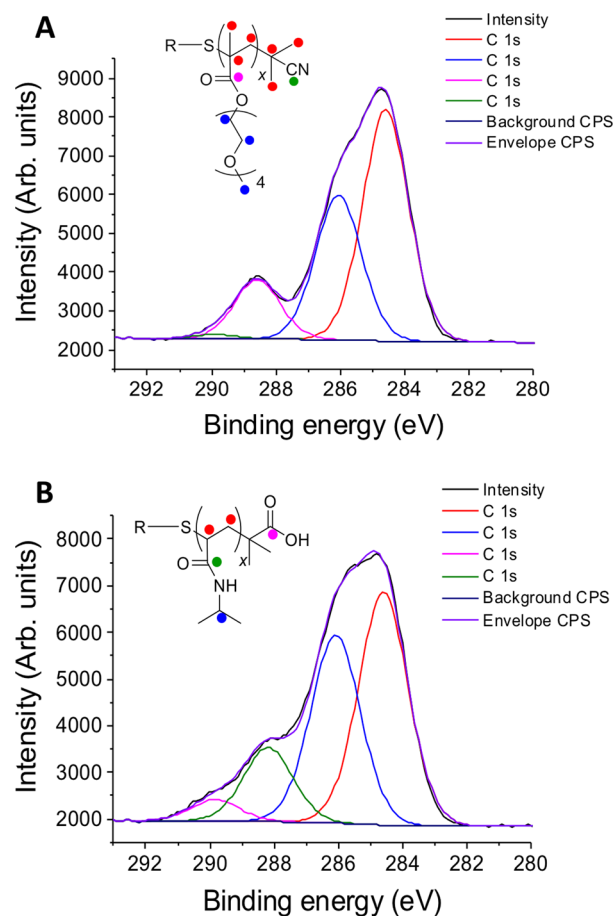 A
R S x CN
O
O
O 4
Intensity
C 1s
C 1s
C 1s
C 1s
Background CPS
Envelope CPS
Intensity (Arb. units)
9000
8000
7000
6000
5000
4000
3000
2000
292 290 288 286 284 282 280
Binding energy (eV)
B
R S x O
OH
O
NH
Intensity
C 1s
C 1s
C 1s
C 1s
Background CPS
Envelope CPS
Intensity (Arb. units)
8000
7000
6000
5000
4000
3000
2000
292 290 288 286 284 282 280
Binding energy (eV)